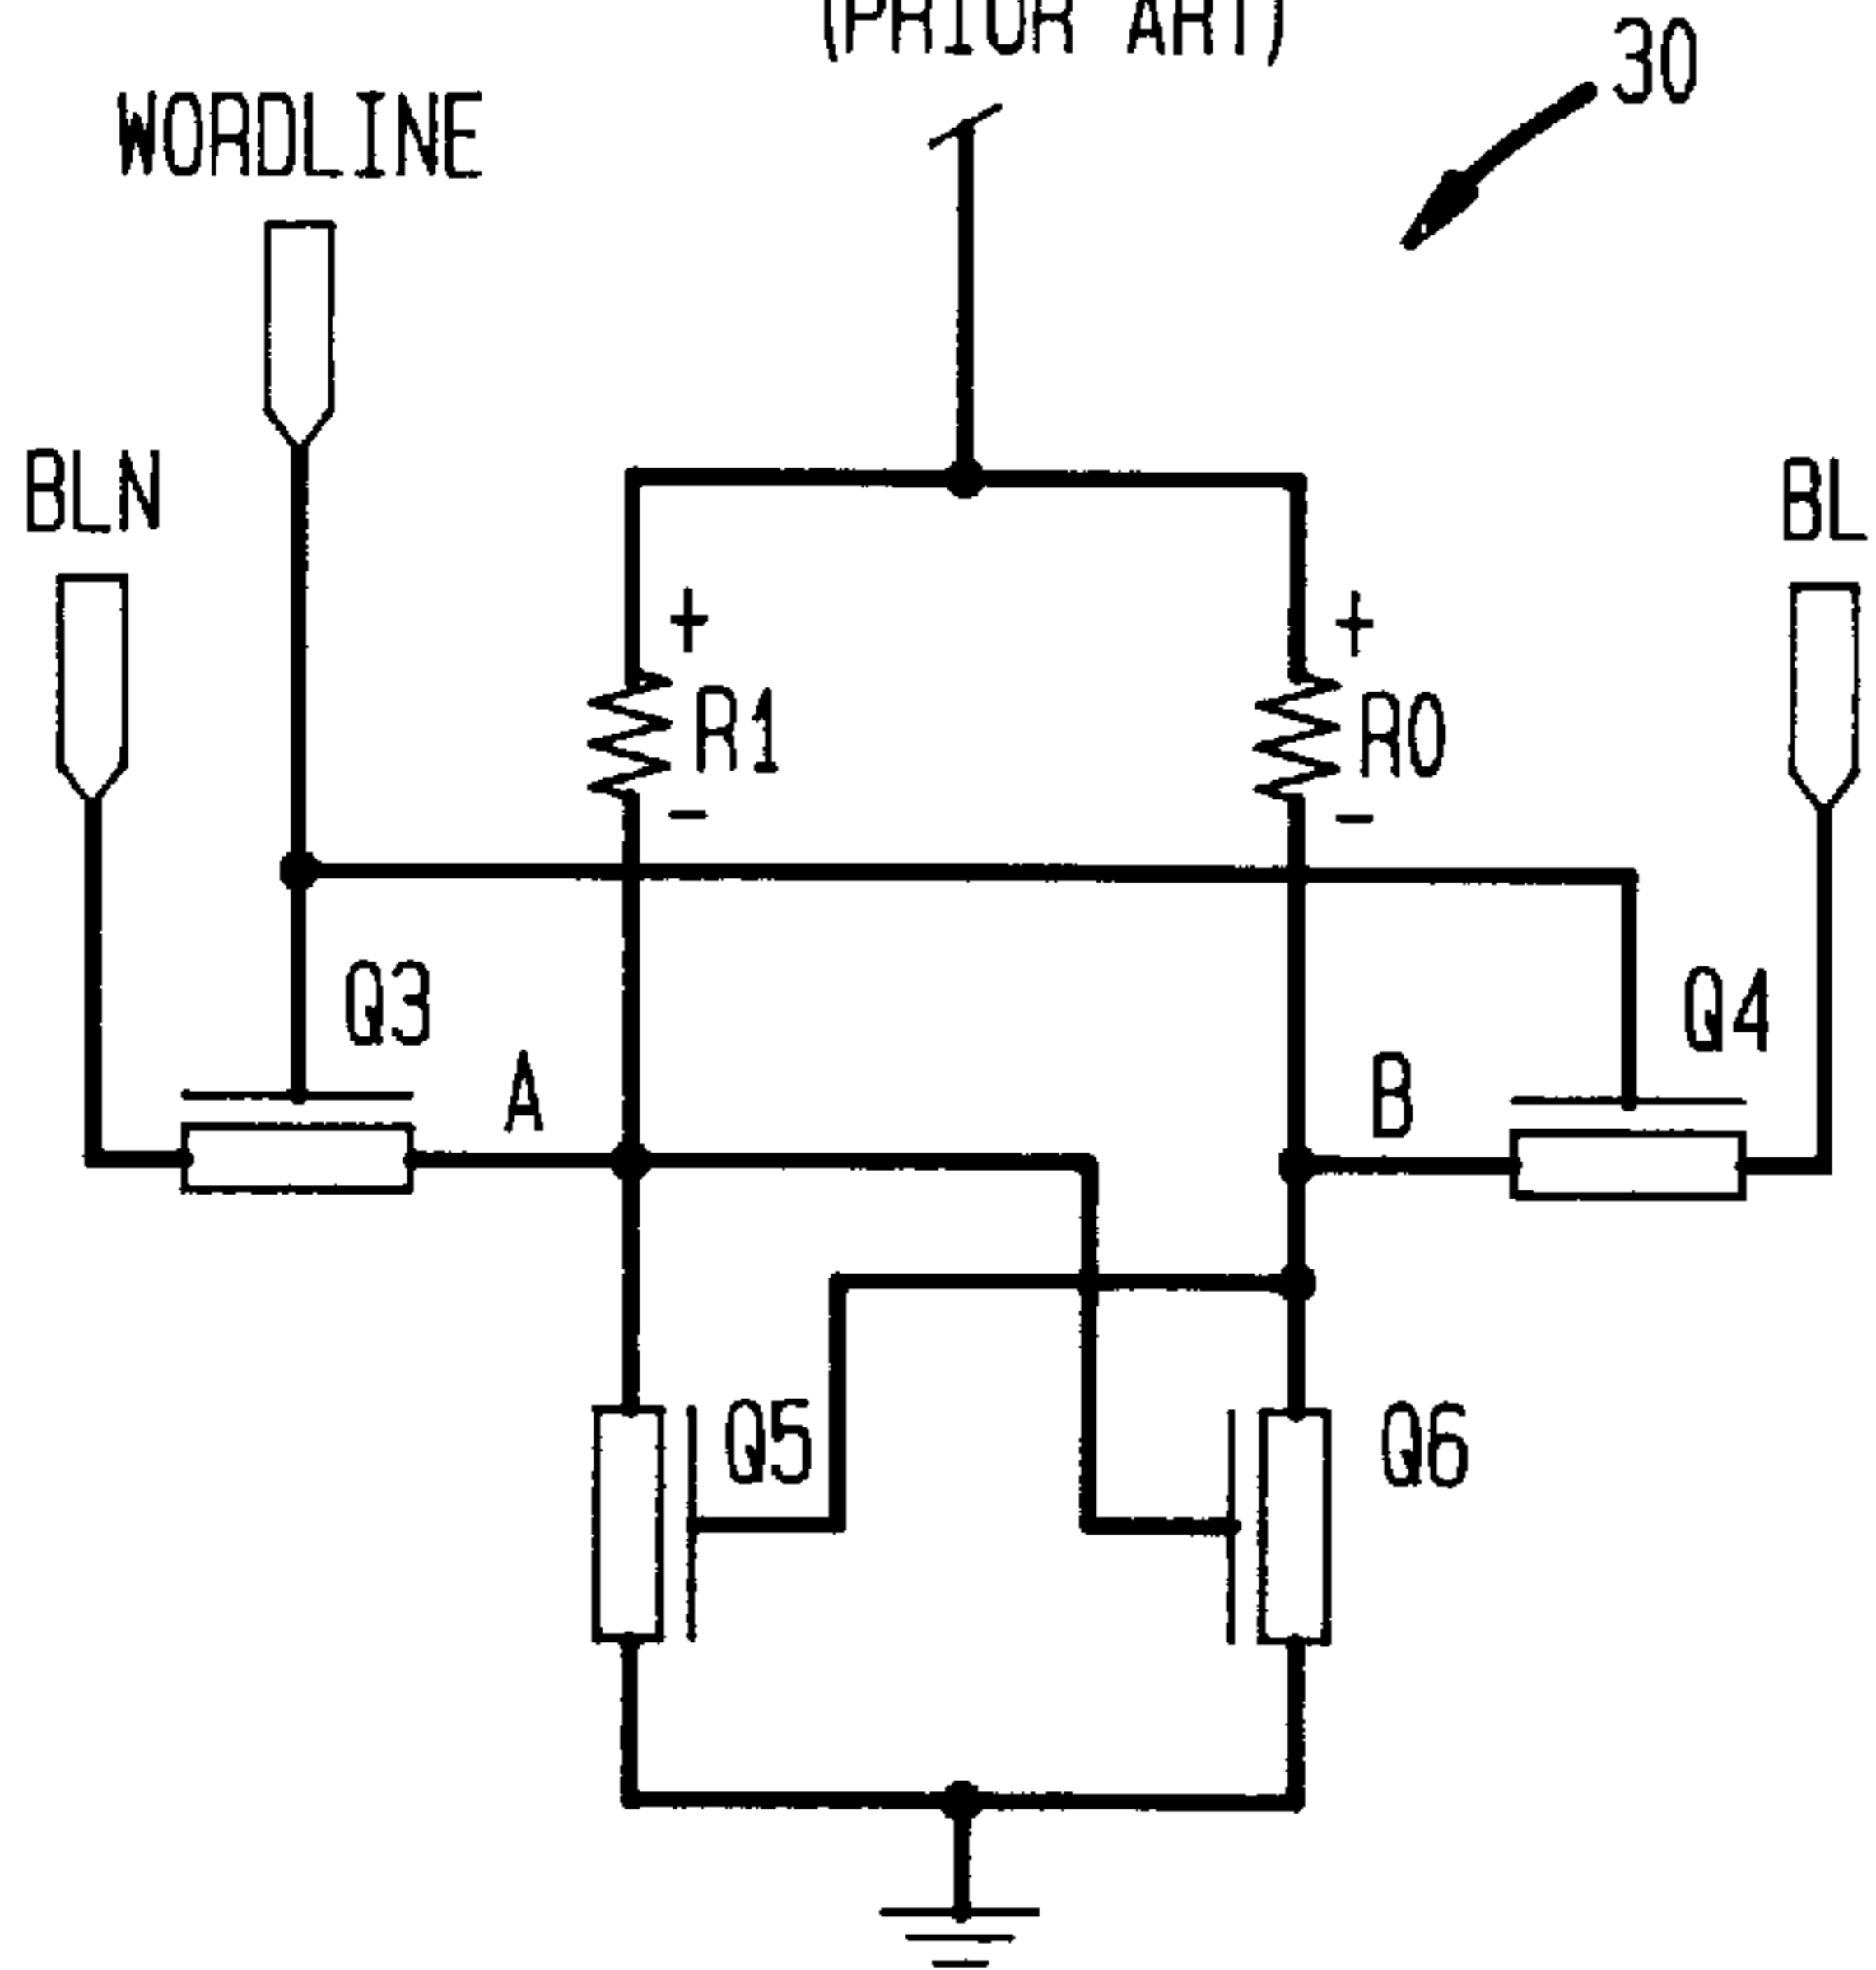 (PRIOR ART)
30
WORDLINE
BLN
BL
+
+
R1
R0
-
-
Q3
Q4
A
B
Q5
Q6